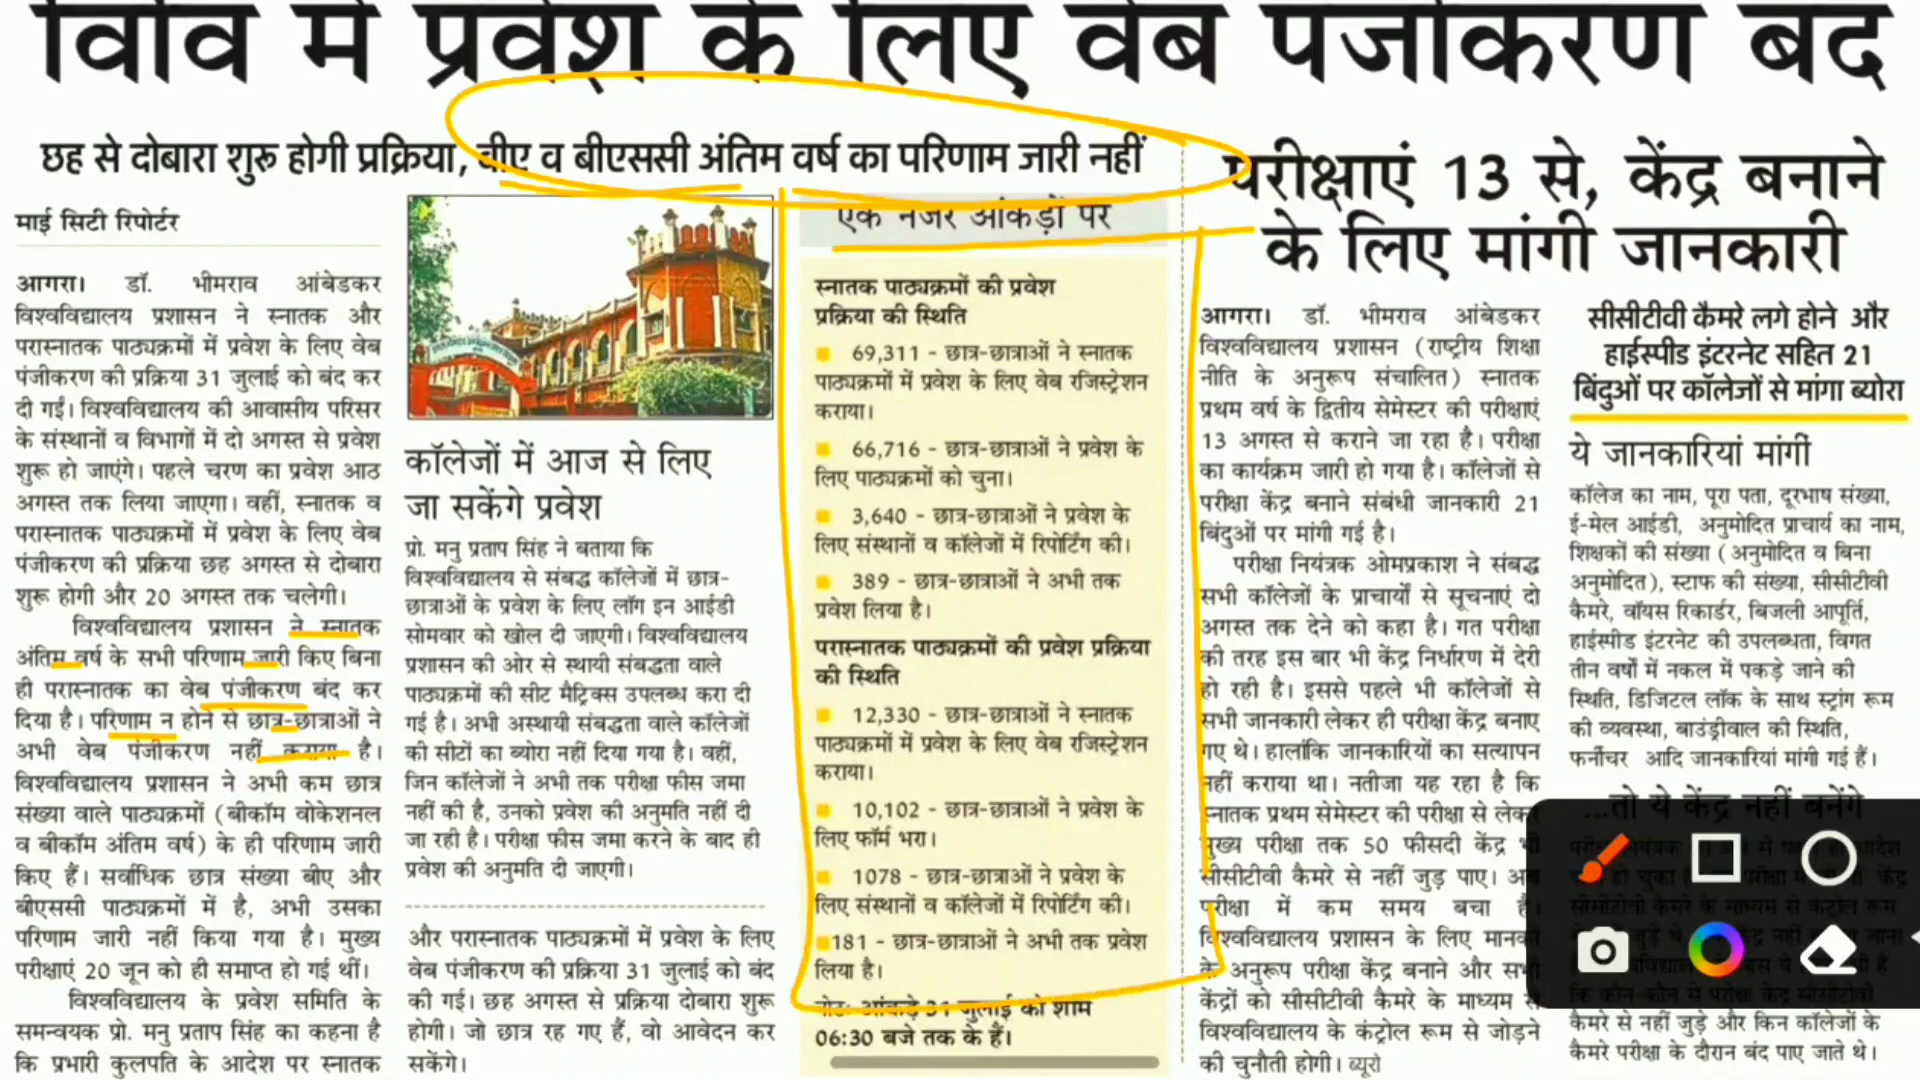 विवि में प्रवेश के लिए वेब पंजीकरण बंद
छह से दोबारा शुरू होगी प्रक्रिया, बीए व बीएससी अंतिम वर्ष का परिणाम जारी नहीं
माई सिटी रिपोर्टर
आगरा। डॉ. भीमराव आंबेडकर
विश्वविद्यालय प्रशासन ने स्नातक और
परास्नातक पाठ्यक्रमों में प्रवेश के लिए वेब
पंजीकरण की प्रक्रिया 31 जुलाई को बंद कर
दी गई। विश्वविद्यालय की आवासीय परिसर
के संस्थानों व विभागों में दो अगस्त से प्रवेश
शुरू हो जाएंगे। पहले चरण का प्रवेश आठ
अगस्त तक लिया जाएगा। वहीं, स्नातक व
परास्नातक पाठ्यक्रमों में प्रवेश के लिए वेब
पंजीकरण की प्रक्रिया छह अगस्त से दोबारा
शुरू होगी और 20 अगस्त तक चलेगी।
विश्वविद्यालय प्रशासन ने स्नातक
अंतिम वर्ष के सभी परिणाम जारी किए बिना
ही परास्नातक का वेब पंजीकरण बंद कर
दिया है। परिणाम न होने से छात्र-छात्राओं ने
अभी वेब पंजीकरण नहीं कराया है।
विश्वविद्यालय प्रशासन ने अभी कम छात्र
संख्या वाले पाठ्यक्रमों (बीकॉम वोकेशनल
व बीकॉम अंतिम वर्ष) के ही परिणाम जारी
किए हैं। सर्वाधिक छात्र संख्या बीए और
बीएससी पाठ्यक्रमों में है, अभी उसका
परिणाम जारी नहीं किया गया है। मुख्य
परीक्षाएं 20 जून को ही समाप्त हो गई थीं।
विश्वविद्यालय के प्रवेश समिति के
समन्वयक प्रो. मनु प्रताप सिंह का कहना है
कि प्रभारी कुलपति के आदेश पर स्नातक
कॉलेजों में आज से लिए
जा सकेंगे प्रवेश
प्रो. मनु प्रताप सिंह ने बताया कि
विश्वविद्यालय से संबद्ध कॉलेजों में छात्र-
छात्राओं के प्रवेश के लिए लॉग इन आईडी
सोमवार को खोल दी जाएगी। विश्वविद्यालय
प्रशासन की ओर से स्थायी संबद्धता वाले
पाठ्यक्रमों की सीट मैट्रिक्स उपलब्ध करा दी
गई है। अभी अस्थायी संबद्धता वाले कॉलेजों
की सीटों का ब्योरा नहीं दिया गया है। वहीं,
जिन कॉलेजों ने अभी तक परीक्षा फीस जमा
नहीं की है, उनको प्रवेश की अनुमति नहीं दी
जा रही है। परीक्षा फीस जमा करने के बाद ही
प्रवेश की अनुमति दी जाएगी।
और परास्नातक पाठ्यक्रमों में प्रवेश के लिए
वेब पंजीकरण की प्रक्रिया 31 जुलाई को बंद
की गई। छह अगस्त से प्रक्रिया दोबारा शुरू
होगी। जो छात्र रह गए हैं, वो आवेदन कर
सकेंगे।
एक नजर आंकड़ों पर
स्नातक पाठ्यक्रमों की प्रवेश
प्रक्रिया की स्थिति
69,311 - छात्र-छात्राओं ने स्नातक
पाठ्यक्रमों में प्रवेश के लिए वेब रजिस्ट्रेशन
कराया।
66,716 - छात्र-छात्राओं ने प्रवेश के
लिए पाठ्यक्रमों को चुना।
3,640 - छात्र-छात्राओं ने प्रवेश के
लिए संस्थानों व कॉलेजों में रिपोर्टिंग की।
389 - छात्र-छात्राओं ने अभी तक
प्रवेश लिया है।
परास्नातक पाठ्यक्रमों की प्रवेश प्रक्रिया
की स्थिति
12,330 - छात्र-छात्राओं ने स्नातक
पाठ्यक्रमों में प्रवेश के लिए वेब रजिस्ट्रेशन
कराया।
10,102 - छात्र-छात्राओं ने प्रवेश के
लिए फॉर्म भरा।
1078 - छात्र-छात्राओं ने प्रवेश के
लिए संस्थानों व कॉलेजों में रिपोर्टिंग की।
181 - छात्र-छात्राओं ने अभी तक प्रवेश
लिया है।
नोट: आंकड़े 31 जुलाई की शाम
06:30 बजे तक के हैं।
परीक्षाएं 13 से, केंद्र बनाने
के लिए मांगी जानकारी
आगरा। डॉ. भीमराव आंबेडकर
विश्वविद्यालय प्रशासन (राष्ट्रीय शिक्षा
नीति के अनुरूप संचालित) स्नातक
प्रथम वर्ष के द्वितीय सेमेस्टर की परीक्षाएं
13 अगस्त से कराने जा रहा है। परीक्षा
का कार्यक्रम जारी हो गया है। कॉलेजों से
परीक्षा केंद्र बनाने संबंधी जानकारी 21
बिंदुओं पर मांगी गई है।
परीक्षा नियंत्रक ओमप्रकाश ने संबद्ध
सभी कॉलेजों के प्राचार्यों से सूचनाएं दो
अगस्त तक देने को कहा है। गत परीक्षा
की तरह इस बार भी केंद्र निर्धारण में देरी
हो रही है। इससे पहले भी कॉलेजों से
सभी जानकारी लेकर ही परीक्षा केंद्र बनाए
गए थे। हालांकि जानकारियों का सत्यापन
नहीं कराया था। नतीजा यह रहा है कि
स्नातक प्रथम सेमेस्टर की परीक्षा से लेकर
मुख्य परीक्षा तक 50 फीसदी केंद्र भी
सीसीटीवी कैमरे से नहीं जुड़ पाए। अब
परीक्षा में कम समय बचा है।
विश्वविद्यालय प्रशासन के लिए मानकों
के अनुरूप परीक्षा केंद्र बनाने और सभी
केंद्रों को सीसीटीवी कैमरे के माध्यम से
विश्वविद्यालय के कंट्रोल रूम से जोड़ने
की चुनौती होगी। ब्यूरो
सीसीटीवी कैमरे लगे होने और
हाईस्पीड इंटरनेट सहित 21
बिंदुओं पर कॉलेजों से मांगा ब्योरा
ये जानकारियां मांगीं
कॉलेज का नाम, पूरा पता, दूरभाष संख्या,
ई-मेल आईडी, अनुमोदित प्राचार्य का नाम,
शिक्षकों की संख्या (अनुमोदित व बिना
अनुमोदित), स्टाफ की संख्या, सीसीटीवी
कैमरे, वॉयस रिकार्डर, बिजली आपूर्ति,
हाईस्पीड इंटरनेट की उपलब्धता, विगत
तीन वर्षों में नकल में पकड़े जाने की
स्थिति, डिजिटल लॉक के साथ स्ट्रांग रूम
की व्यवस्था, बाउंड्रीवाल की स्थिति,
फर्नीचर आदि जानकारियां मांगी गई हैं।
...तो ये केंद्र नहीं बनेंगे
कैमरे से नहीं जुड़े और किन कॉलेजों के
कैमरे परीक्षा के दौरान बंद पाए जाते थे।